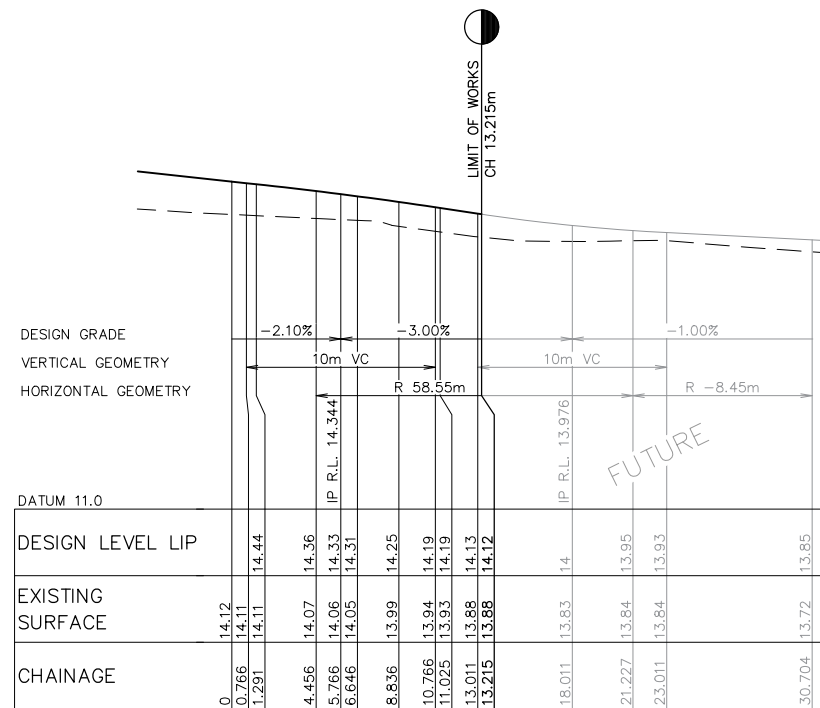 LIMIT OF WORKS
CH 13.215m
DESIGN GRADE -2.10% -3.00% -1.00%
VERTICAL GEOMETRY 10m VC 10m VC
HORIZONTAL GEOMETRY R 58.55m R -8.45m
IP R.L. 14.344
IP R.L. 13.976
FUTURE
DATUM 11.0
DESIGN LEVEL LIP 14.44 14.36 14.33 14.31 14.25 14.19 14.19 14.13 14.12 14 13.95 13.93 13.85
EXISTING
SURFACE 14.12 14.11 14.11 14.07 14.06 14.05 13.99 13.94 13.93 13.88 13.88 13.83 13.84 13.84 13.72
CHAINAGE 0 0.766 1.291 4.456 5.766 6.646 8.836 10.766 11.025 13.011 13.215 18.011 21.227 23.011 30.704